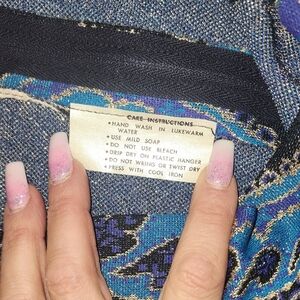 CARE INSTRUCTIONS
•HAND WASH IN LUKEWARM
WATER
•USE MILD SOAP
•DO NOT USE BLEACH
•DRIP DRY ON PLASTIC HANGER
•DO NOT WRING OR TWIST DRY
•PRESS WITH COOL IRON